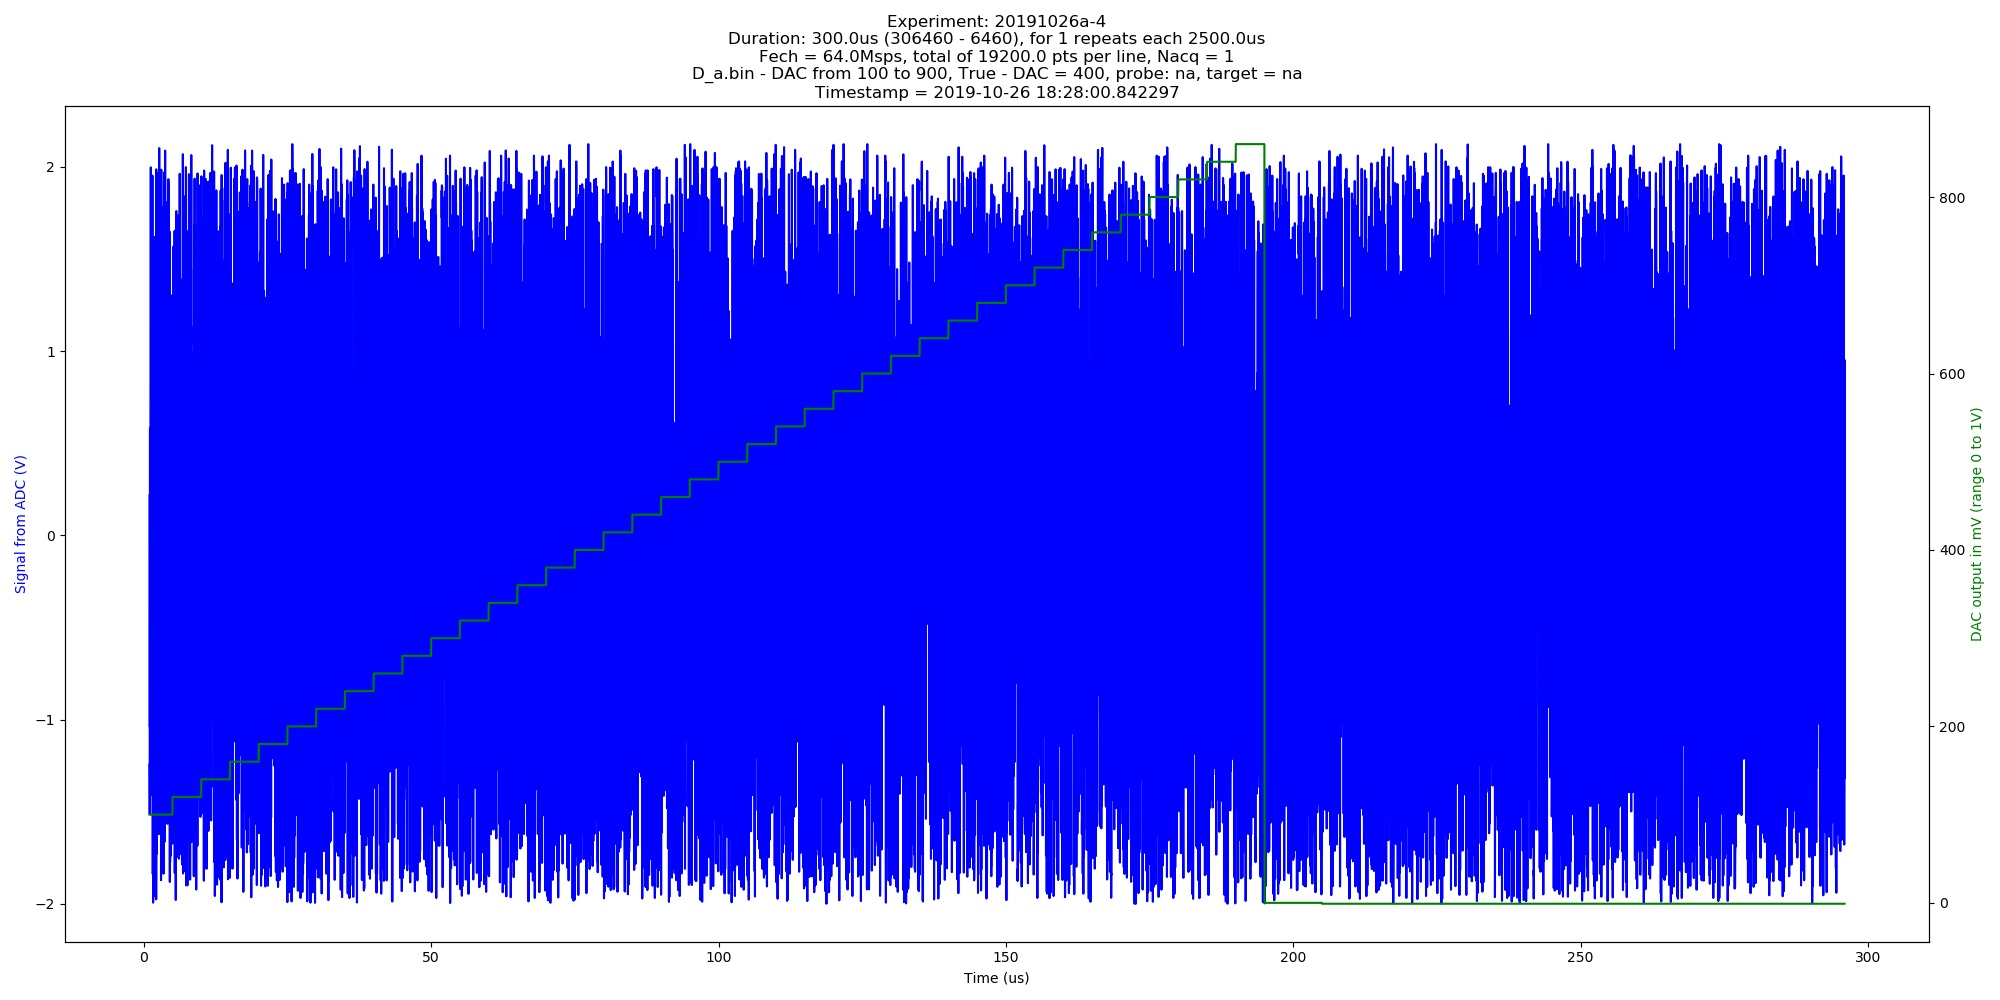 Experiment: 20191026a-4
Duration: 300.0us (306460 - 6460), for 1 repeats each 2500.0us
Fech = 64.0Msps, total of 19200.0 pts per line, Nacq = 1
D_a.bin - DAC from 100 to 900, True - DAC = 400, probe: na, target = na
Timestamp = 2019-10-26 18:28:00.842297
Signal from ADC (V)
2
1
0
−1
−2
0
50
100
150
200
250
300
Time (us)
800
600
400
200
0
DAC output in mV (range 0 to 1V)